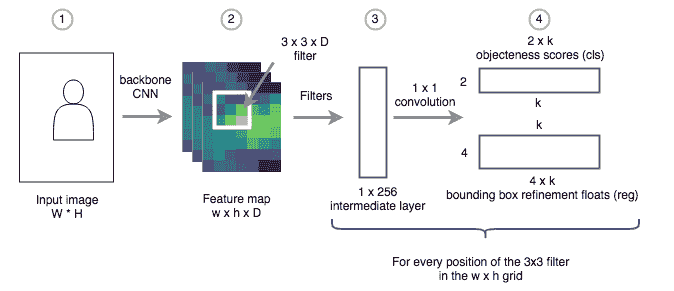 1
2
3
4
3 x 3 x D
filter
2 x k
objecteness scores (cls)
backbone
CNN
Filters
1 x 1
convolution
2
k
k
4
Input image
W * H
Feature map
w x h x D
1 x 256
intermediate layer
4 x k
bounding box refinement floats (reg)
For every position of the 3x3 filter
in the w x h grid